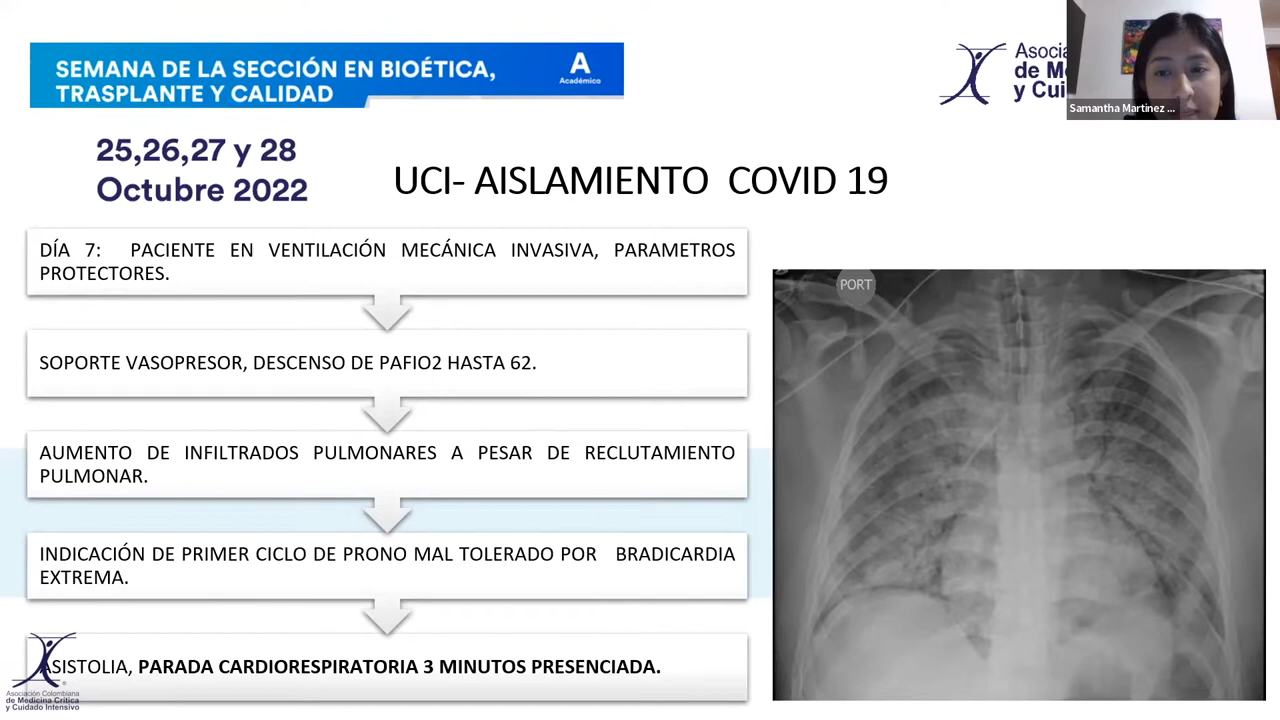 SEMANA DE LA SECCIÓN EN BIOÉTICA,
TRASPLANTE Y CALIDAD
A
Académico
25,26,27 y 28
Octubre 2022
UCI- AISLAMIENTO COVID 19
de
y
Samantha Martinez ...
DÍA 7: PACIENTE EN VENTILACIÓN MECÁNICA INVASIVA, PARAMETROS
PROTECTORES.
SOPORTE VASOPRESOR, DESCENSO DE PAFIO2 HASTA 62.
AUMENTO DE INFILTRADOS PULMONARES A PESAR DE RECLUTAMIENTO
PULMONAR.
INDICACIÓN DE PRIMER CICLO DE PRONO MAL TOLERADO POR BRADICARDIA
EXTREMA.
ASISTOLIA, PARADA CARDIORESPIRATORIA 3 MINUTOS PRESENCIADA.
PORT
Asociación Colombiana
de Medicina Crítica
y Cuidado Intensivo